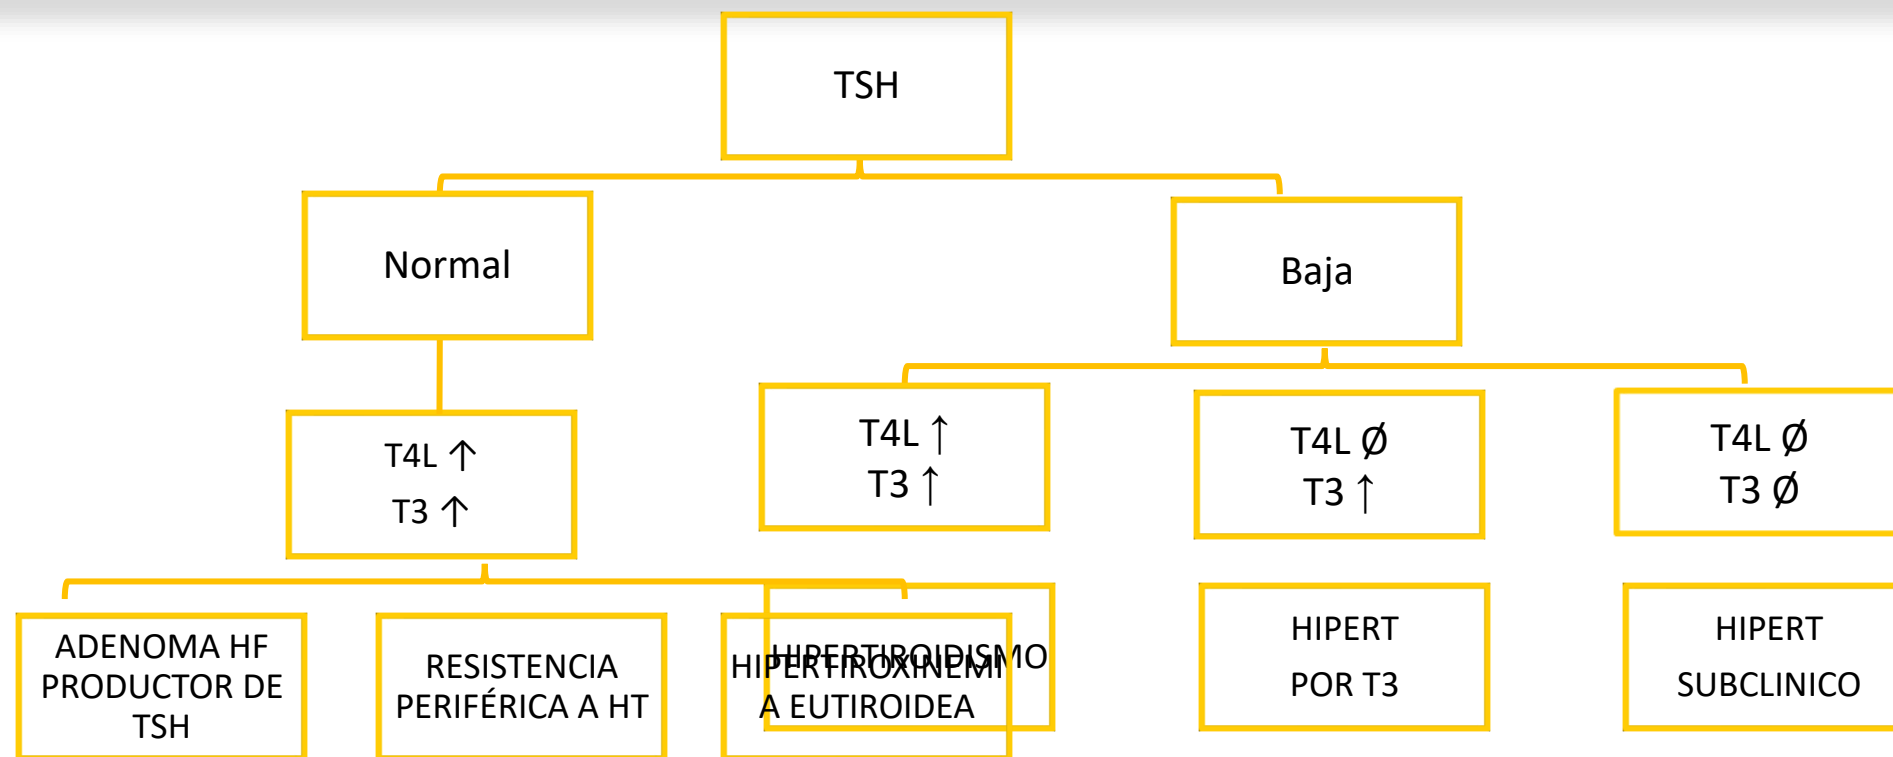 TSH
Normal
Baja
T4L ↑
T3 ↑
T4L ↑
T3 ↑
T4L Ø
T3 ↑
T4L Ø
T3 Ø
ADENOMA HF
PRODUCTOR DE
TSH
RESISTENCIA
PERIFÉRICA A HT
HIPERTIROXINEMI
A EUTIROIDEA
HIPERTIROIDISMO
HIPERT
POR T3
HIPERT
SUBCLINICO